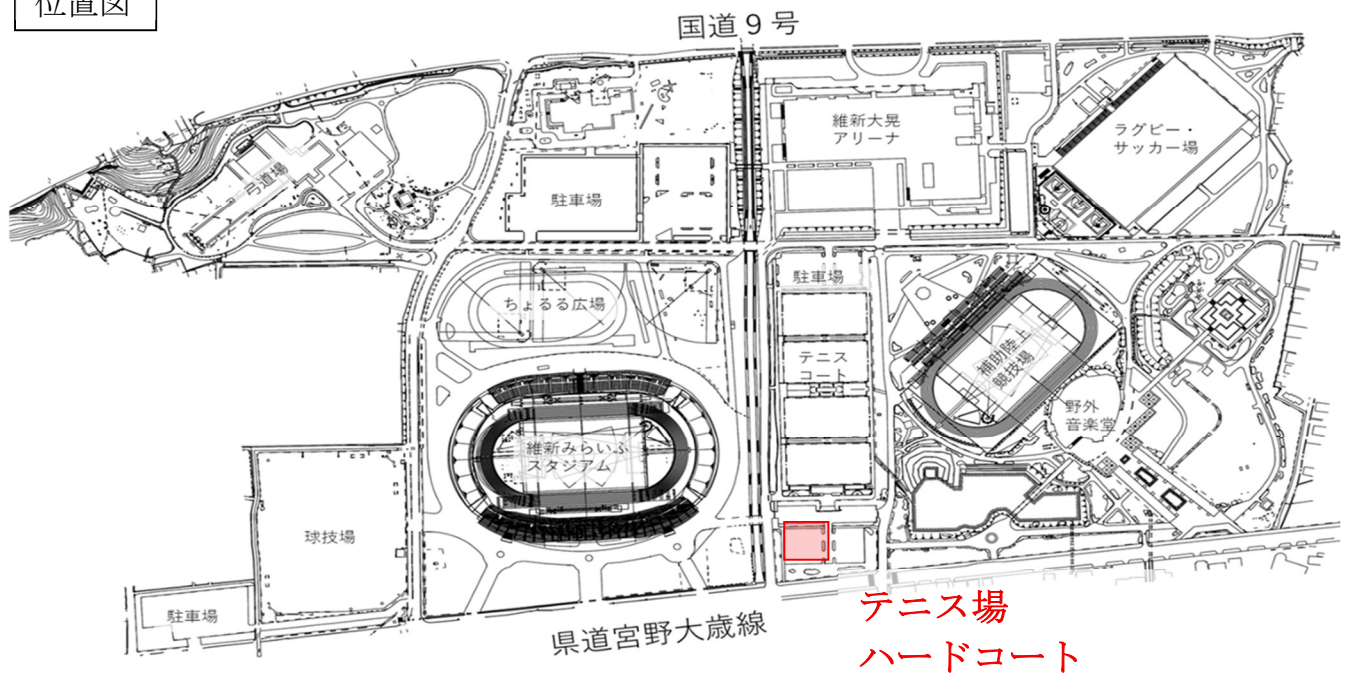 位置図
国道9号
維新大晃
アリーナ
ラグビー・
サッカー場
弓道場
駐車場
駐車場
ちょるる広場
テニス
コート
補助陸上
競技場
野外
音楽堂
維新みらいふ
スタジアム
球技場
駐車場
県道宮野大歳線
テニス場
ハードコート